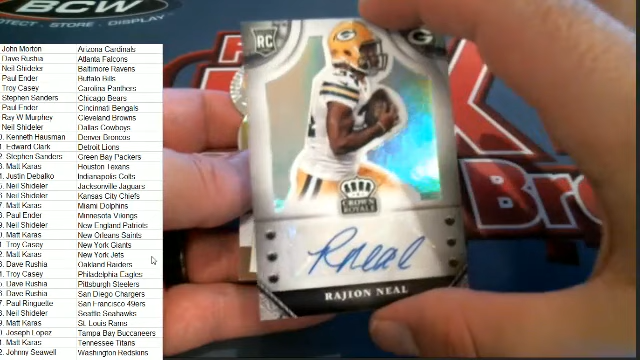 BCW
PROTECT · STORE · DISPLAY
John Morton Arizona Cardinals
Dave Rushia Atlanta Falcons
Neil Shideler Baltimore Ravens
Paul Ender Buffalo Bills
Troy Casey Carolina Panthers
Stephen Sanders Chicago Bears
Paul Ender Cincinnati Bengals
Ray W Murphey Cleveland Browns
Neil Shideler Dallas Cowboys
Kenneth Hausman Denver Broncos
Edward Clark Detroit Lions
Stephen Sanders Green Bay Packers
Matt Karas Houston Texans
Justin Debalko Indianapolis Colts
Neil Shideler Jacksonville Jaguars
Neil Shideler Kansas City Chiefs
Matt Karas Miami Dolphins
Paul Ender Minnesota Vikings
Neil Shideler New England Patriots
Matt Karas New Orleans Saints
Troy Casey New York Giants
Matt Karas New York Jets
Dave Rushia Oakland Raiders
Troy Casey Philadelphia Eagles
Dave Rushia Pittsburgh Steelers
Dave Rushia San Diego Chargers
Paul Ringuette San Francisco 49ers
Neil Shideler Seattle Seahawks
Matt Karas St. Louis Rams
Joseph Lopez Tampa Bay Buccaneers
Matt Karas Tennessee Titans
Johnny Seawell Washington Redskins
RC
G
CROWN
ROYALE
RNeal
RAJION NEAL